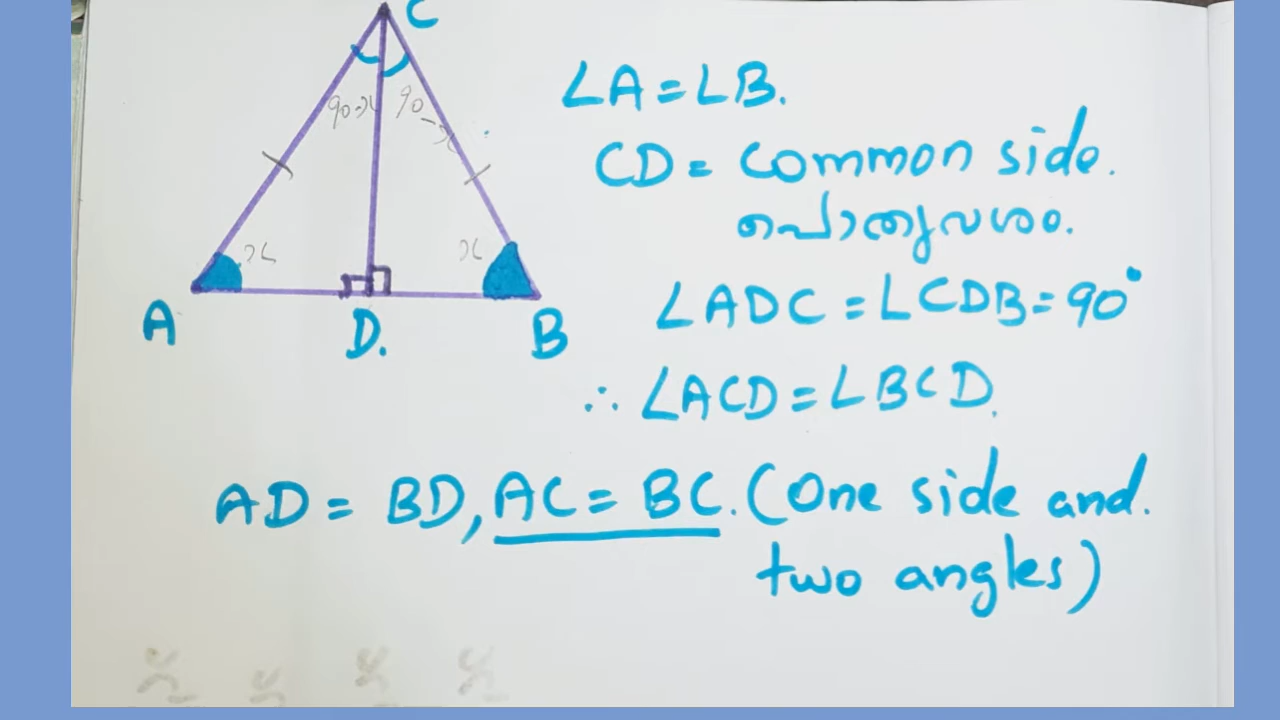 C
90-x 90-x
x x
A D. B
∠A=∠B.
CD= common side.
പൊതുവശം.
∠ADC=∠CDB=90°
∴ ∠ACD=∠BCD.
AD= BD, AC= BC. (One side and.
two angles)